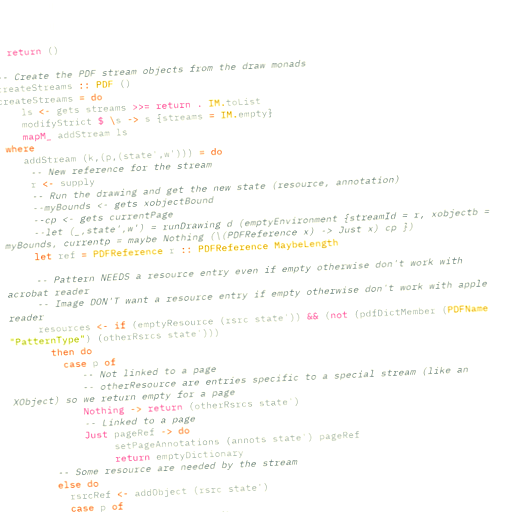 return ()
-- Create the PDF stream objects from the draw monads
createStreams :: PDF ()
createStreams = do
ls <- gets streams >>= return . IM.toList
modifyStrict $ \s -> s {streams = IM.empty}
mapM_ addStream ls
where
addStream (k,(p,(state',w'))) = do
-- New reference for the stream
r <- supply
-- Run the drawing and get the new state (resource, annotation)
--myBounds <- gets xobjectBound
--cp <- gets currentPage
--let (_,state',w') = runDrawing d (emptyEnvironment {streamId = r, xobjectb =
myBounds, currentp = maybe Nothing (\(PDFReference x) -> Just x) cp })
let ref = PDFReference r :: PDFReference MaybeLength
-- Pattern NEEDS a resource entry even if empty otherwise don't work with
acrobat reader
-- Image DON'T want a resource entry if empty otherwise don't work with apple
reader
resources <- if (emptyResource (rsrc state')) && (not (pdfDictMember (PDFName
"PatternType") (otherRsrcs state')))
then do
case p of
-- Not linked to a page
-- otherResource are entries specific to a special stream (like an
XObject) so we return empty for a page
Nothing -> return (otherRsrcs state')
-- Linked to a page
Just pageRef -> do
setPageAnnotations (annots state') pageRef
return emptyDictionary
-- Some resource are needed by the stream
else do
rsrcRef <- addObject (rsrc state')
case p of